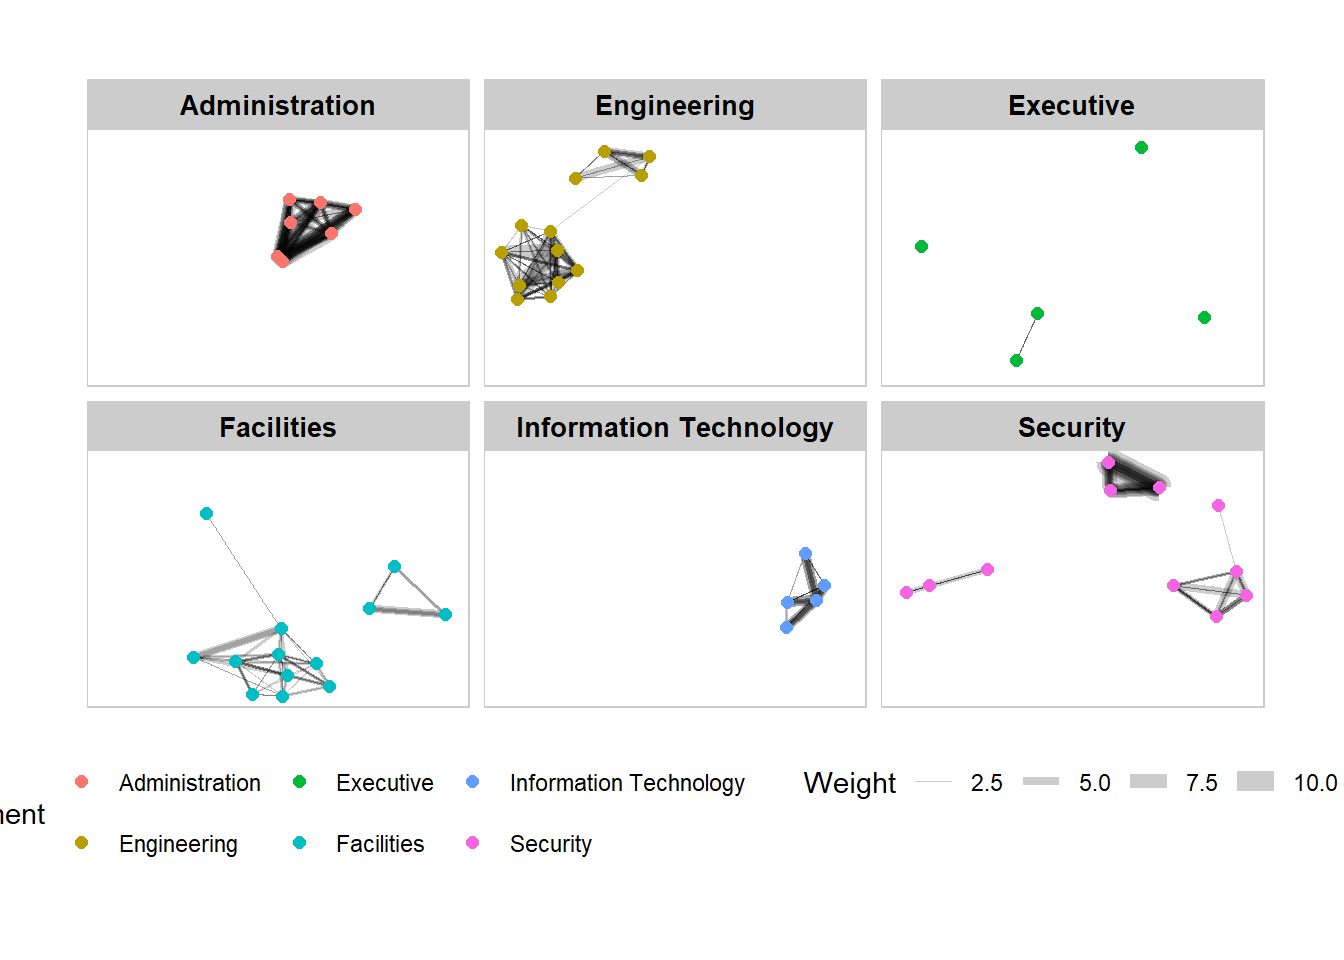 Administration
Engineering
Executive
Facilities
Information Technology
Security
Administration
Executive
Information Technology
Weight
2.5
5.0
7.5
10.0
Engineering
Facilities
Security